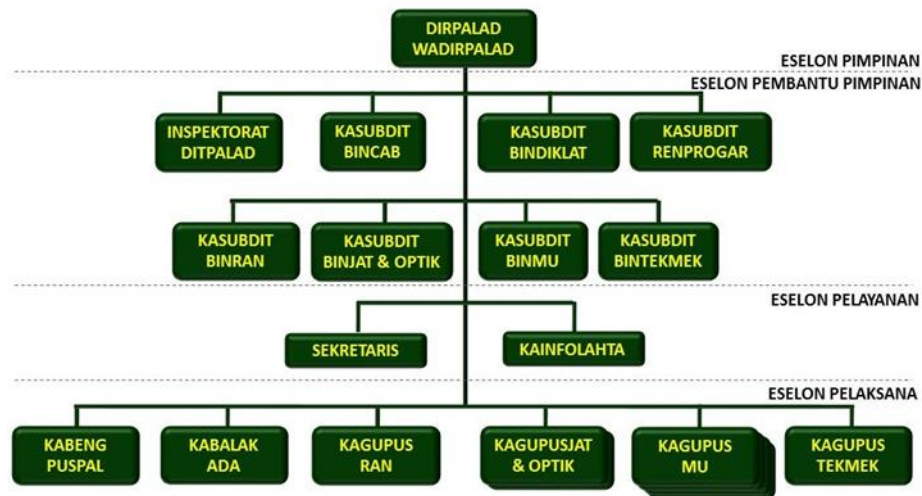 DIRPALAD
WADIRPALAD
ESELON PIMPINAN
ESELON PEMBANTU PIMPINAN
INSPEKTORAT
DITPALAD
KASUBDIT
BINCAB
KASUBDIT
BINDIKLAT
KASUBDIT
RENPROGAR
KASUBDIT
BINRAN
KASUBDIT
BINJAT & OPTIK
KASUBDIT
BINMU
KASUBDIT
BINTEKMEK
ESELON PELAYANAN
SEKRETARIS
KAINFOLAHTA
ESELON PELAKSANA
KABENG
PUSPAL
KABALAK
ADA
KAGUPUS
RAN
KAGUPUSJAT
& OPTIK
KAGUPUS
MU
KAGUPUS
TEKMEK